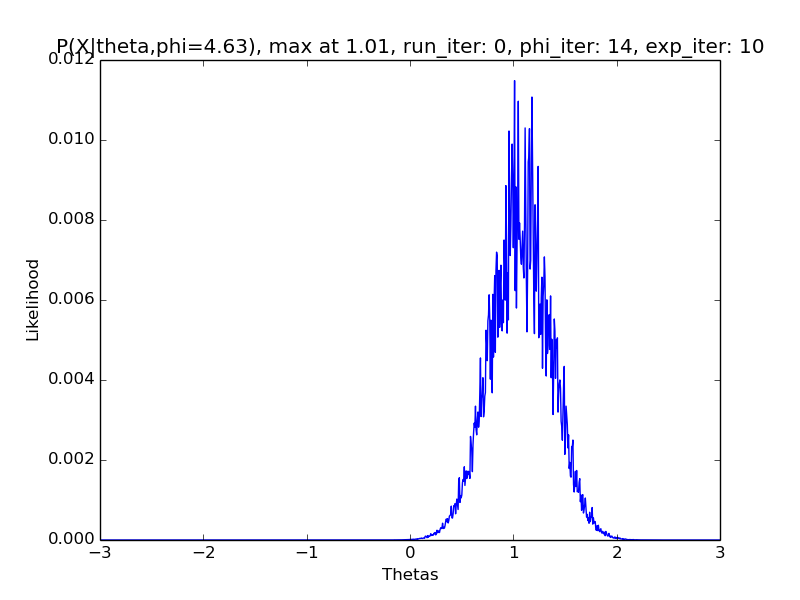 P(X|theta,phi=4.63), max at 1.01, run_iter: 0, phi_iter: 14, exp_iter: 10
0.012
0.010
0.008
0.006
0.004
0.002
0.000
Likelihood
−3 −2 −1 0 1 2 3
Thetas